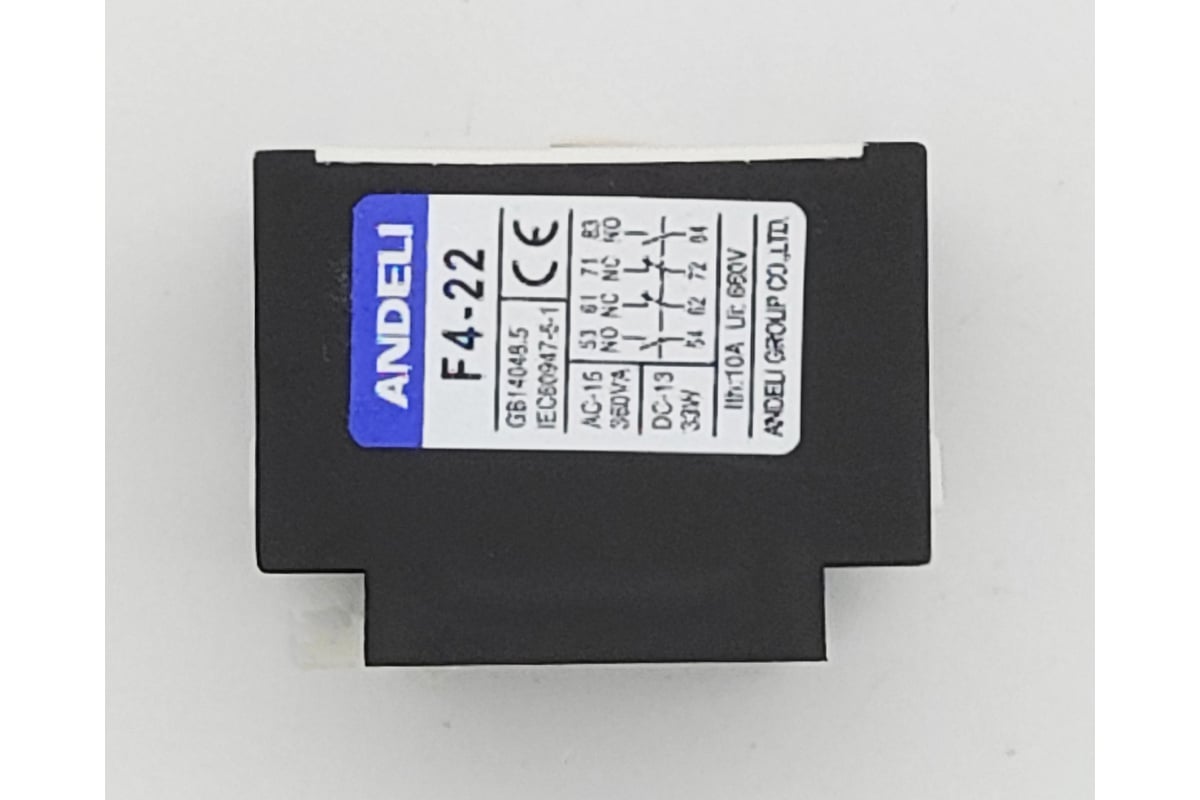 ANDELI
F4-22
GB14048.5
IEC60947-5-1
CE
53 61 71 83
NO NC NC NO
54 62 72 84
AC-15
360VA
DC-13
33W
Ith:10A Ui: 660V
ANDELI GROUP CO.,LTD.